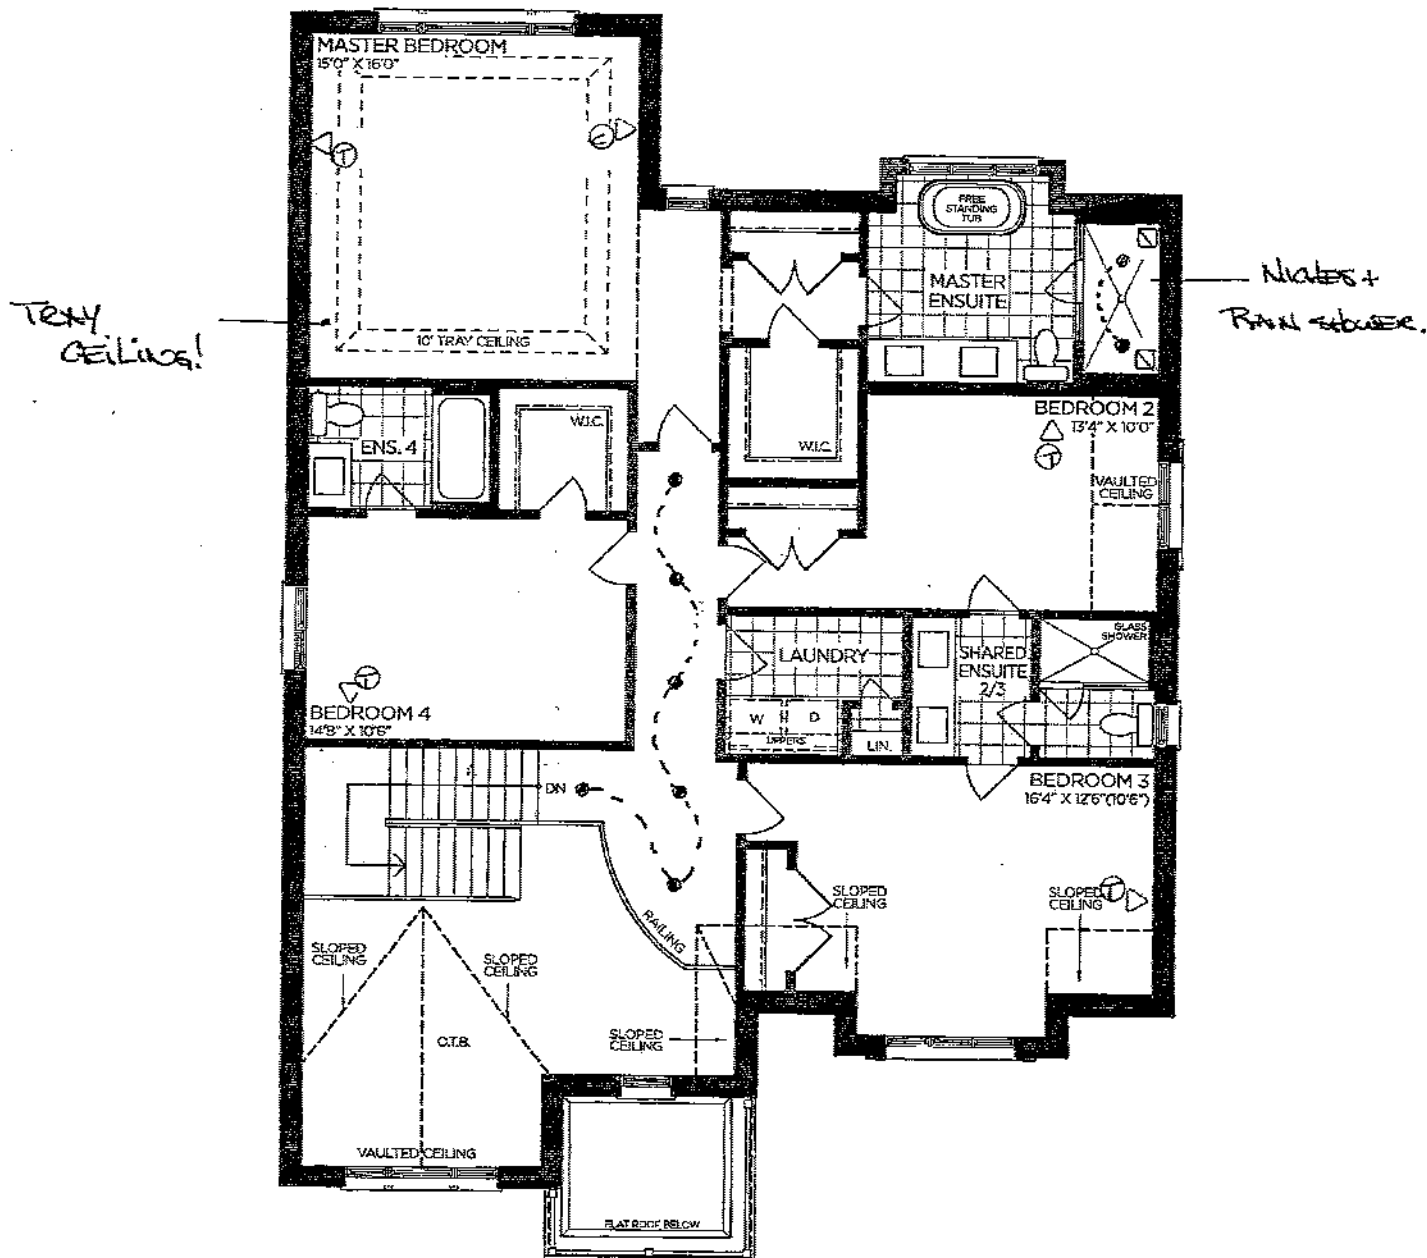 MASTER BEDROOM
15'0" X 16'0"
T
10' TRAY CEILING
TRAY
CEILING!
FREE
STANDING
TUB
MASTER
ENSUITE
NICHES +
RAIN SHOWER.
W.I.C.
ENS. 4
W.I.C.
BEDROOM 2
13'4" X 10'0"
T
VAULTED
CEILING
T
BEDROOM 4
14'8" X 10'6"
LAUNDRY
W
D
UPPERS
LIN.
SHARED
ENSUITE
2/3
GLASS
SHOWER
DN
BEDROOM 3
16'4" X 12'6"(10'6")
T
SLOPED
CEILING
SLOPED
CEILING
RAILING
SLOPED
CEILING
SLOPED
CEILING
O.T.B.
SLOPED
CEILING
VAULTED CEILING
FLAT ROOF BELOW